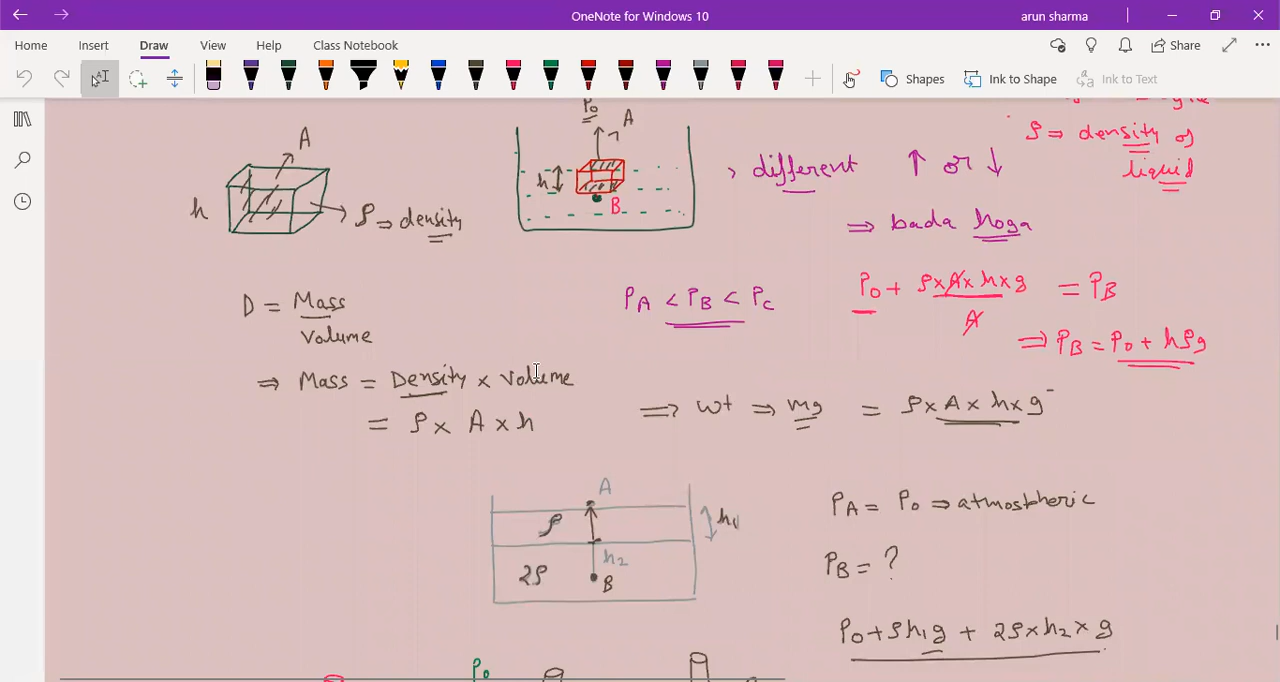 OneNote for Windows 10
arun sharma
Home Insert Draw View Help Class Notebook
Share
Shapes Ink to Shape Ink to Text
P₀
A
ρ ⇒ density of
liquid
A
h
ρ ⇒ density
h
B
, different ↑ or ↓
⇒ bada hoga
D = Mass
Volume
P_A < P_B < P_C
P₀ + ρ×A×h×g = P_B
A
⇒ P_B = P₀ + hρg
⇒ Mass = Density × Volume
= ρ × A × h
⇒ wt ⇒ mg = ρ × A × h × g
A
ρ
h₁
h₂
2ρ
B
P_A = P₀ ⇒ atmospheric
P_B = ?
P₀ + ρh₁g + 2ρ×h₂×g
P₀